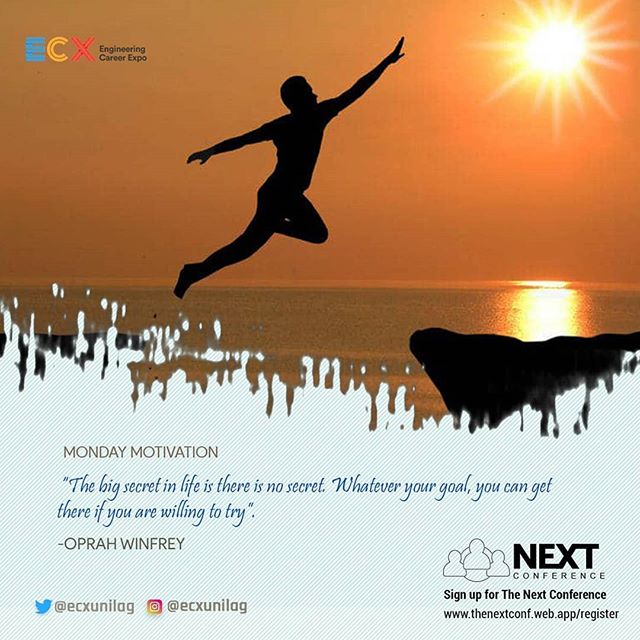 ECX Engineering
Career Expo
MONDAY MOTIVATION
"The big secret in life is there is no secret. Whatever your goal, you can get
there if you are willing to try".
-OPRAH WINFREY
NEXT
CONFERENCE
Sign up for The Next Conference
www.thenextconf.web.app/register
@ecxunilag @ecxunilag